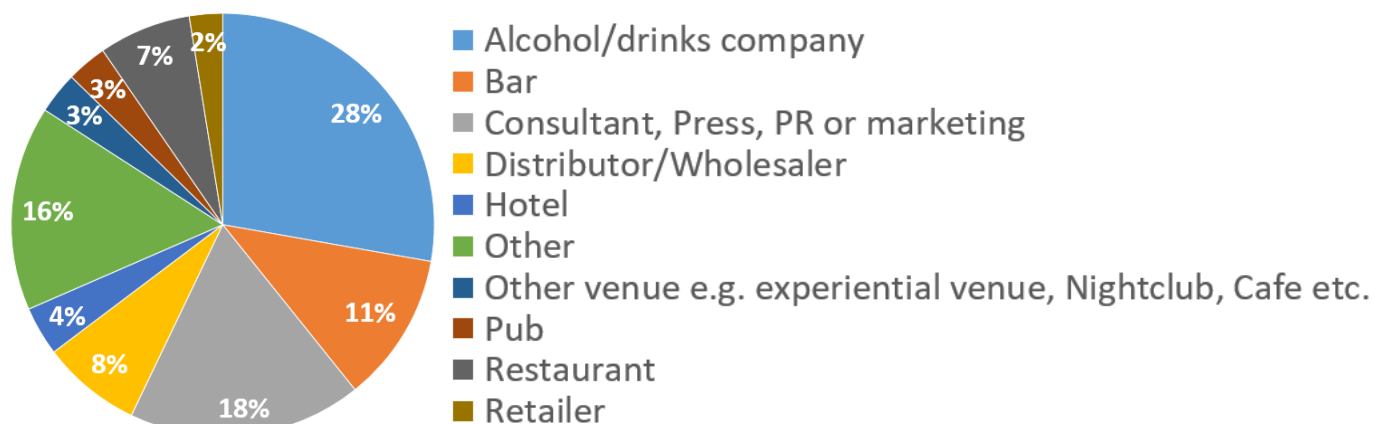 2%
7%
3%
28%
3%
16%
11%
4%
8%
18%
Alcohol/drinks company
Bar
Consultant, Press, PR or marketing
Distributor/Wholesaler
Hotel
Other
Other venue e.g. experiential venue, Nightclub, Cafe etc.
Pub
Restaurant
Retailer